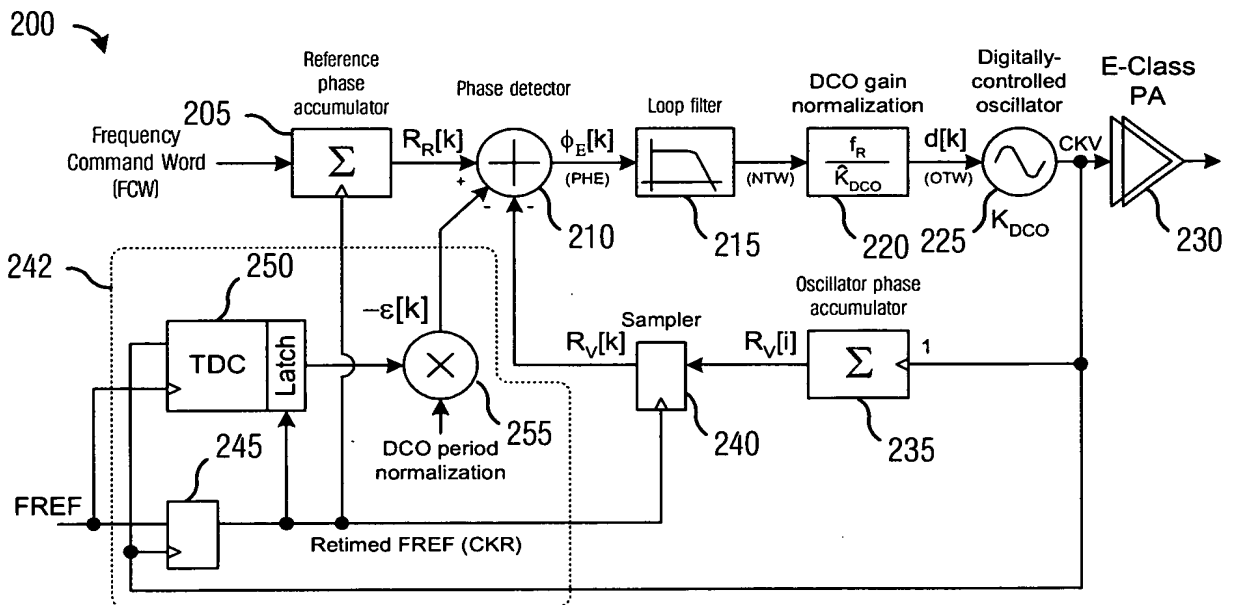 200
Reference
phase
accumulator
205
Frequency
Command Word
(FCW)
Σ
R_R[k]
+
Phase detector
+
-
-
210
ϕ_E[k]
(PHE)
Loop filter
215
(NTW)
DCO gain
normalization
f_R
K̂_DCO
220
d[k]
(OTW)
Digitally-
controlled
oscillator
225
K_DCO
CKV
E-Class
PA
230
242
250
TDC
Latch
−ε[k]
×
255
DCO period
normalization
R_V[k]
Sampler
240
R_V[i]
Oscillator phase
accumulator
Σ
1
235
245
FREF
Retimed FREF (CKR)